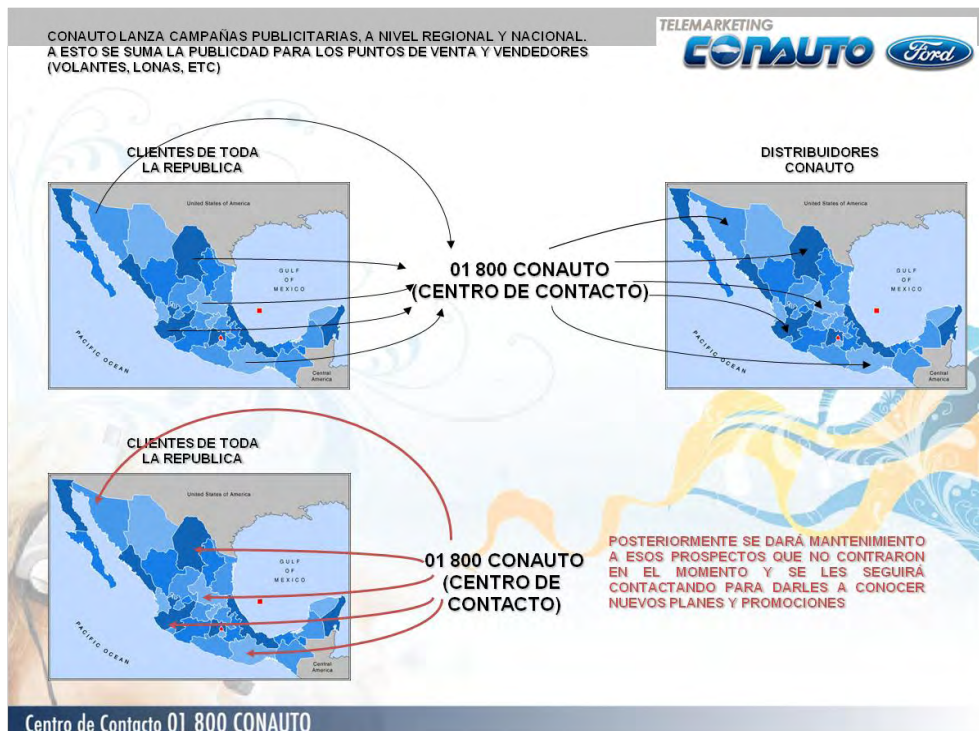 CONAUTO LANZA CAMPAÑAS PUBLICITARIAS, A NIVEL REGIONAL Y NACIONAL.
A ESTO SE SUMA LA PUBLICDAD PARA LOS PUNTOS DE VENTA Y VENDEDORES
(VOLANTES, LONAS, ETC)
TELEMARKETING
CONAUTO Ford
CLIENTES DE TODA
LA REPUBLICA
United States of America
GULF
OF
MEXICO
PACIFIC OCEAN
Central
America
01 800 CONAUTO
(CENTRO DE CONTACTO)
DISTRIBUIDORES
CONAUTO
United States of America
GULF
OF
MEXICO
PACIFIC OCEAN
Central
America
CLIENTES DE TODA
LA REPUBLICA
United States of America
GULF
OF
MEXICO
PACIFIC OCEAN
Central
America
01 800 CONAUTO
(CENTRO DE
CONTACTO)
POSTERIORMENTE SE DARÁ MANTENIMIENTO
A ESOS PROSPECTOS QUE NO CONTRARON
EN EL MOMENTO Y SE LES SEGUIRÁ
CONTACTANDO PARA DARLES A CONOCER
NUEVOS PLANES Y PROMOCIONES
Centro de Contacto 01 800 CONAUTO